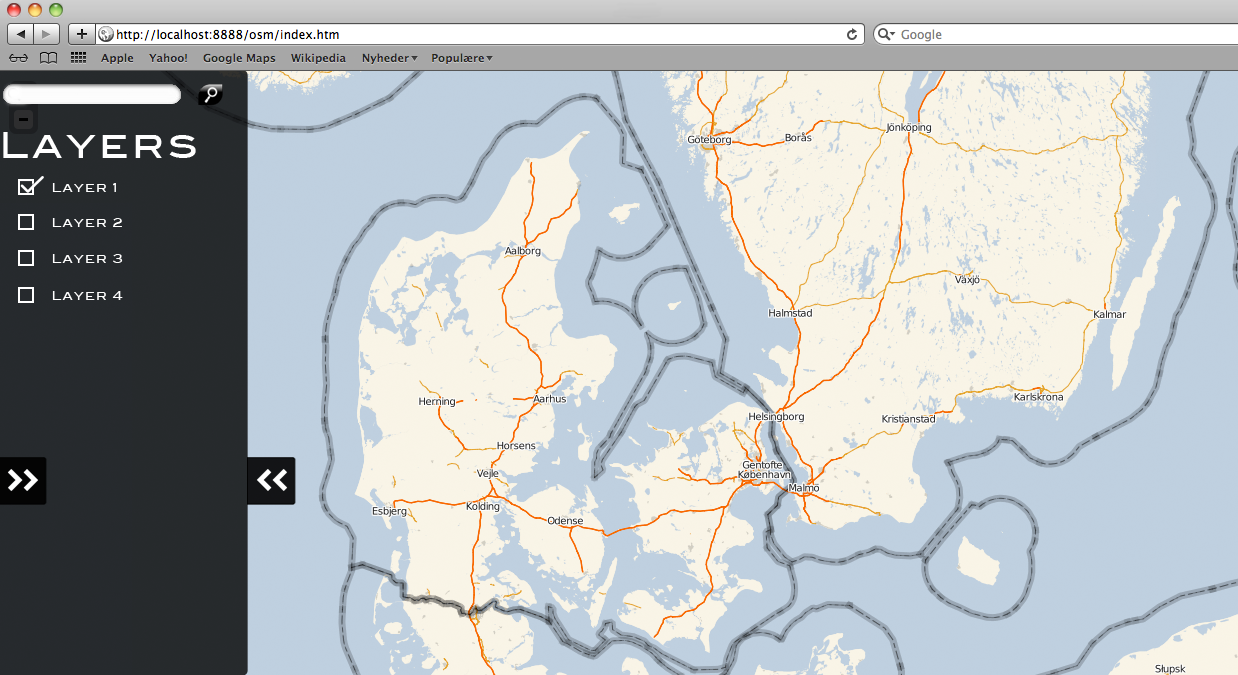 http://localhost:8888/osm/index.htm
Google
Apple Yahoo! Google Maps Wikipedia Nyheder Populære
LAYERS
LAYER 1
LAYER 2
LAYER 3
LAYER 4
Göteborg
Borås
Jönköping
Aalborg
Växjö
Halmstad
Kalmar
Herning
Aarhus
Karlskrona
Helsingborg
Kristianstad
Horsens
Gentofte
Vejle
København
Malmö
Kolding
Esbjerg
Odense
Słupsk